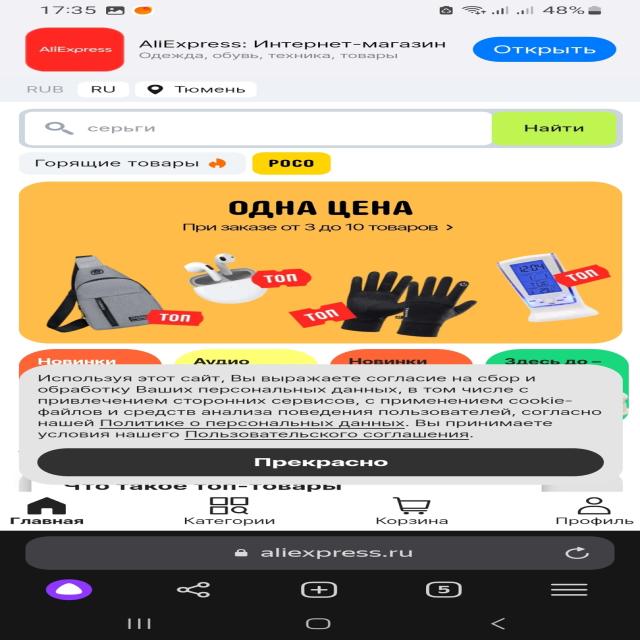 17:35
48%
AliExpress
AliExpress: Интернет-магазин
Одежда, обувь, техника, товары
Открыть
RUB
RU
Тюмень
серьги
Найти
Горящие товары
POCO
ОДНА ЦЕНА
При заказе от 3 до 10 товаров >
ТОП
ТОП
ТОП
ТОП
Новинки
Аудио
Новинки
Здесь до –
Используя этот сайт, Вы выражаете согласие на сбор и
обработку Ваших персональных данных, в том числе с
привлечением сторонних сервисов, с применением cookie-
файлов и средств анализа поведения пользователей, согласно
нашей Политике о персональных данных. Вы принимаете
условия нашего Пользовательского соглашения.
Прекрасно
Что такое топ-товары
Главная
Категории
Корзина
Профиль
aliexpress.ru
5